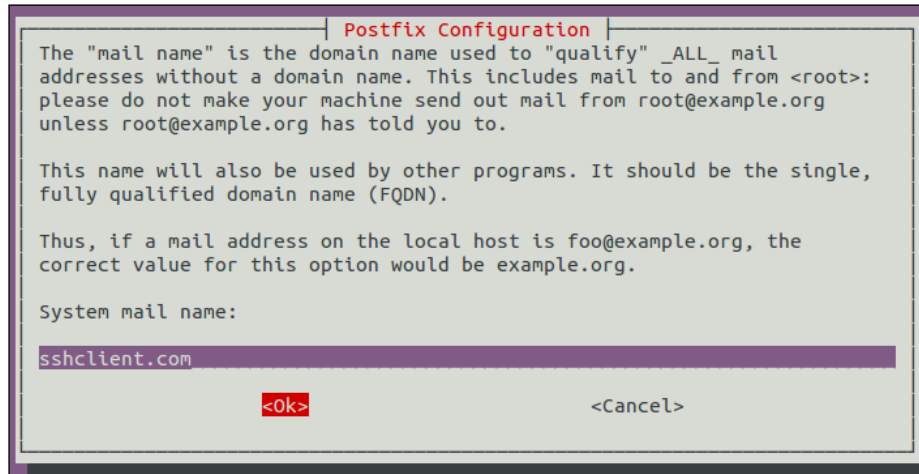 Postfix Configuration
The "mail name" is the domain name used to "qualify" _ALL_ mail
addresses without a domain name. This includes mail to and from <root>:
please do not make your machine send out mail from root@example.org
unless root@example.org has told you to.
This name will also be used by other programs. It should be the single,
fully qualified domain name (FQDN).
Thus, if a mail address on the local host is foo@example.org, the
correct value for this option would be example.org.
System mail name:
sshclient.com
<Ok> <Cancel>